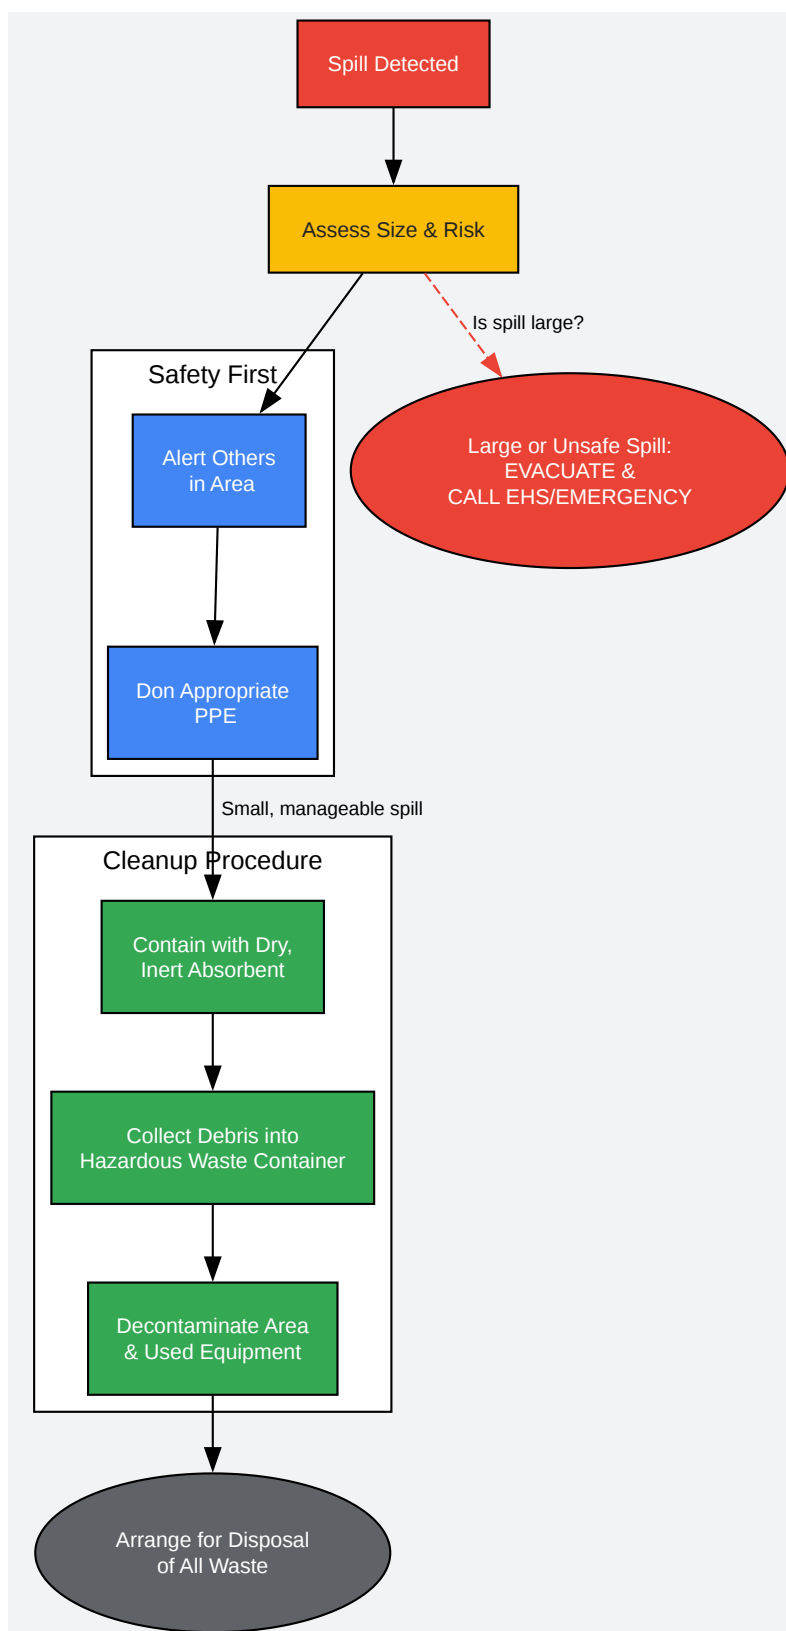 Spill Detected
Assess Size & Risk
Is spill large?
Safety First
Alert Others
in Area
Large or Unsafe Spill:
EVACUATE &
CALL EHS/EMERGENCY
Don Appropriate
PPE
Small, manageable spill
Cleanup Procedure
Contain with Dry,
Inert Absorbent
Collect Debris into
Hazardous Waste Container
Decontaminate Area
& Used Equipment
Arrange for Disposal
of All Waste